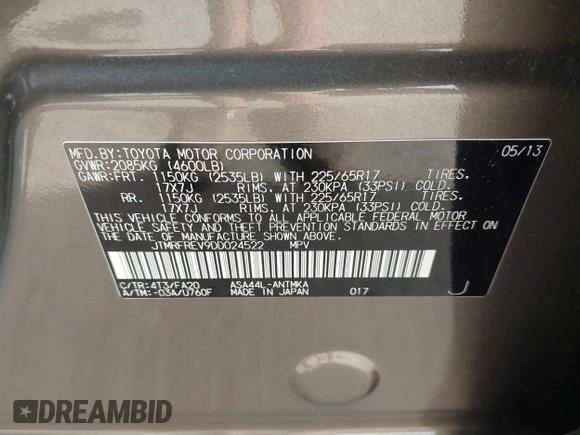 MFD.BY:TOYOTA MOTOR CORPORATION 05/13
GVWR:2085KG (4600LB)
GAWR:FRT. 1150KG (2535LB) WITH 225/65R17 TIRES.
17X7J RIMS. AT 230KPA (33PSI) COLD.
RR. 1150KG (2535LB) WITH 225/65R17 TIRES.
17X7J RIMS. AT 230KPA (33PSI) COLD.
THIS VEHICLE CONFORMS TO ALL APPLICABLE FEDERAL MOTOR
VEHICLE SAFETY AND THEFT PREVENTION STANDARDS IN EFFECT ON
THE DATE OF MANUFACTURE SHOWN ABOVE.
JTMRFREV9DD024522 MPV
C/TR:4T3/FA20 ASA44L-ANTMKA
A/TM:-03A/U760F MADE IN JAPAN 017 J
DREAMBID